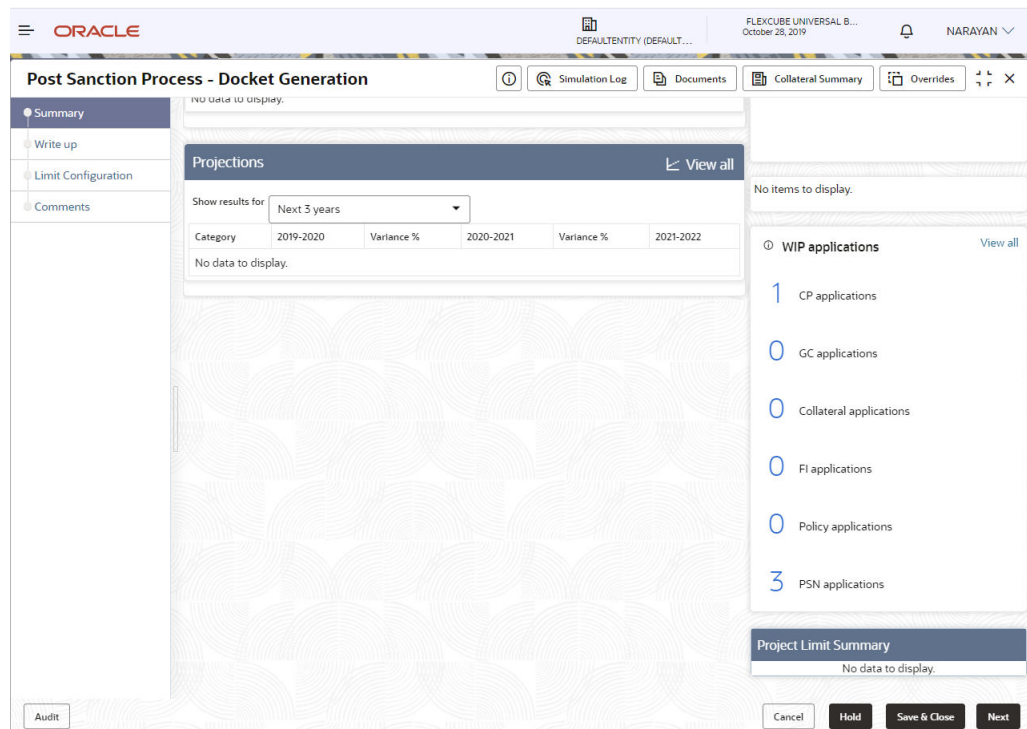 ORACLE
DEFAULTENTITY (DEFAULT...
FLEXCUBE UNIVERSAL B...
October 28, 2019
NARAYAN
Post Sanction Process - Docket Generation
Simulation Log
Documents
Collateral Summary
Overrides
Summary
Write up
Limit Configuration
Comments
No data to display.
Projections
View all
Show results for
Next 3 years
Category 2019-2020 Variance % 2020-2021 Variance % 2021-2022
No data to display.
No items to display.
WIP applications
View all
1 CP applications
0 GC applications
0 Collateral applications
0 FI applications
0 Policy applications
3 PSN applications
Project Limit Summary
No data to display.
Audit
Cancel
Hold
Save & Close
Next